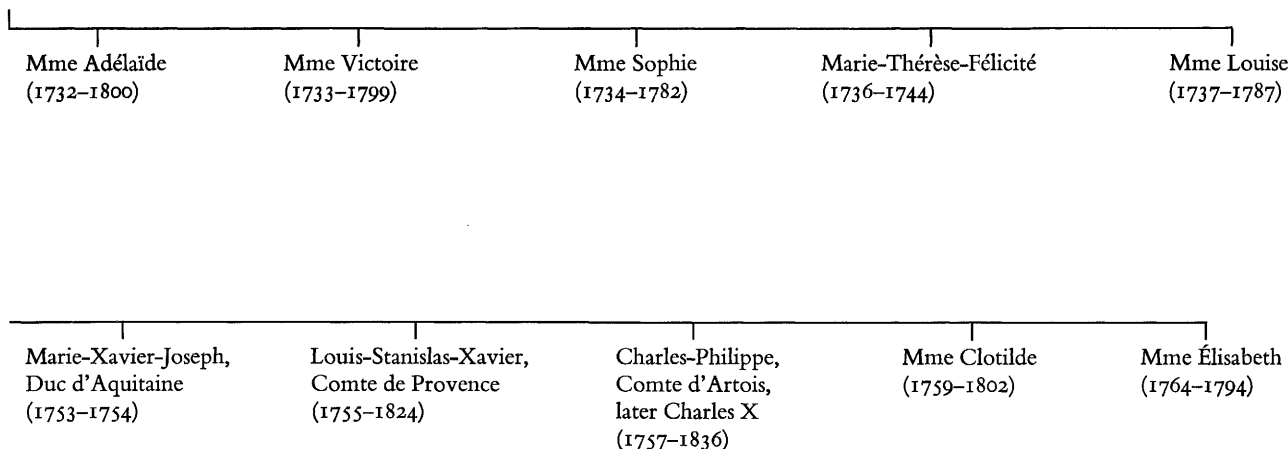 Mme Adélaïde
(1732–1800)
Mme Victoire
(1733–1799)
Mme Sophie
(1734–1782)
Marie-Thérèse-Félicité
(1736–1744)
Mme Louise
(1737–1787)
Marie-Xavier-Joseph,
Duc d'Aquitaine
(1753–1754)
Louis-Stanislas-Xavier,
Comte de Provence
(1755–1824)
Charles-Philippe,
Comte d'Artois,
later Charles X
(1757–1836)
Mme Clotilde
(1759–1802)
Mme Élisabeth
(1764–1794)